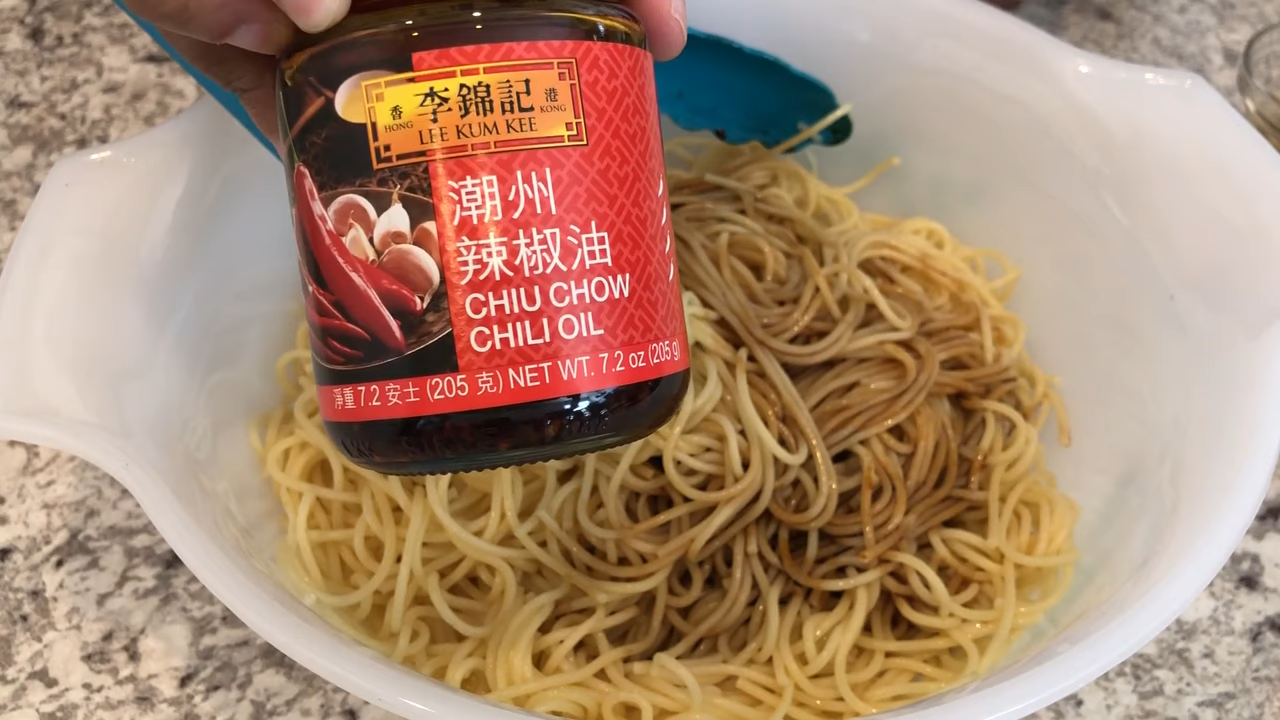 香 李錦記 港
HONG LEE KUM KEE KONG
潮州
辣椒油
CHIU CHOW
CHILI OIL
淨重 7.2 安士 (205 克) NET WT. 7.2 oz (205 g)